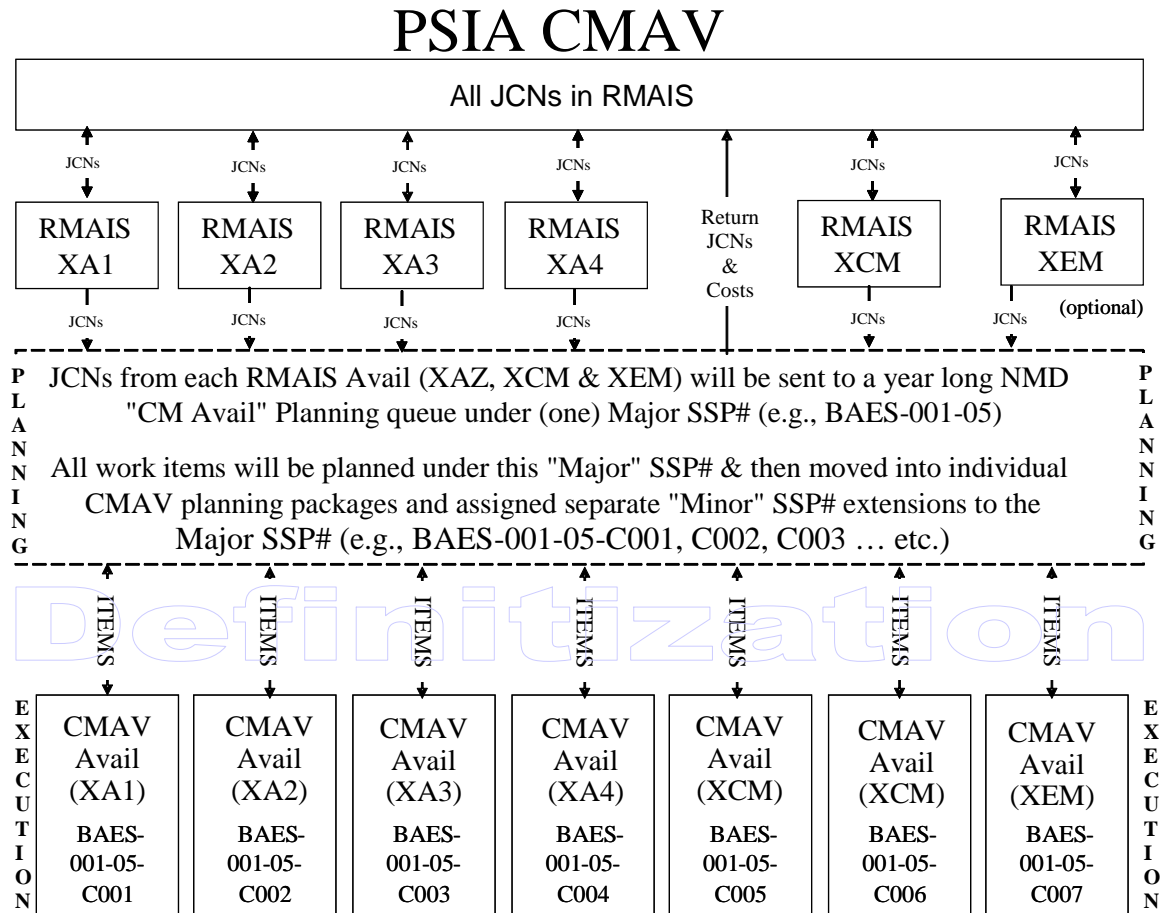 PSIA CMAV
All JCNs in RMAIS
JCNs
JCNs
JCNs
JCNs
JCNs
JCNs
RMAIS
XA1
RMAIS
XA2
RMAIS
XA3
RMAIS
XA4
Return
JCNs
&
Costs
RMAIS
XCM
RMAIS
XEM
(optional)
JCNs
JCNs
JCNs
JCNs
JCNs
JCNs
PLANNING
JCNs from each RMAIS Avail (XAZ, XCM & XEM) will be sent to a year long NMD
"CM Avail" Planning queue under (one) Major SSP# (e.g., BAES-001-05)
All work items will be planned under this "Major" SSP# & then moved into individual
CMAV planning packages and assigned separate "Minor" SSP# extensions to the
Major SSP# (e.g., BAES-001-05-C001, C002, C003 … etc.)
PLANNING
Definitization
ITEMS
ITEMS
ITEMS
ITEMS
ITEMS
ITEMS
ITEMS
EXECUTION
CMAV
Avail
(XA1)
BAES-
001-05-
C001
CMAV
Avail
(XA2)
BAES-
001-05-
C002
CMAV
Avail
(XA3)
BAES-
001-05-
C003
CMAV
Avail
(XA4)
BAES-
001-05-
C004
CMAV
Avail
(XCM)
BAES-
001-05-
C005
CMAV
Avail
(XCM)
BAES-
001-05-
C006
CMAV
Avail
(XEM)
BAES-
001-05-
C007
EXECUTION